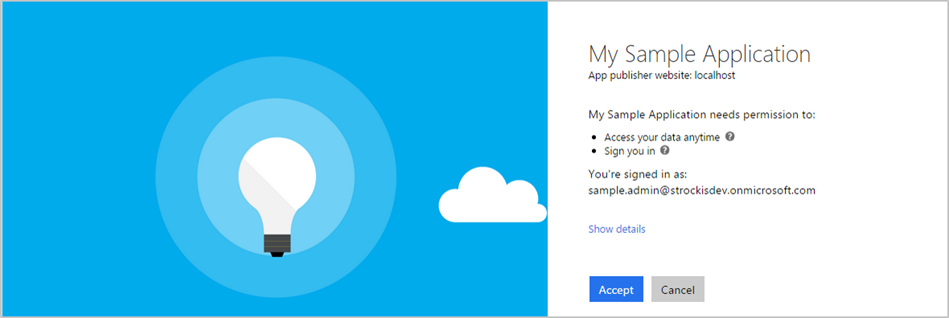 My Sample Application
App publisher website: localhost
My Sample Application needs permission to:
• Access your data anytime ?
• Sign you in ?
You're signed in as:
sample.admin@strockisdev.onmicrosoft.com
Show details
Accept Cancel